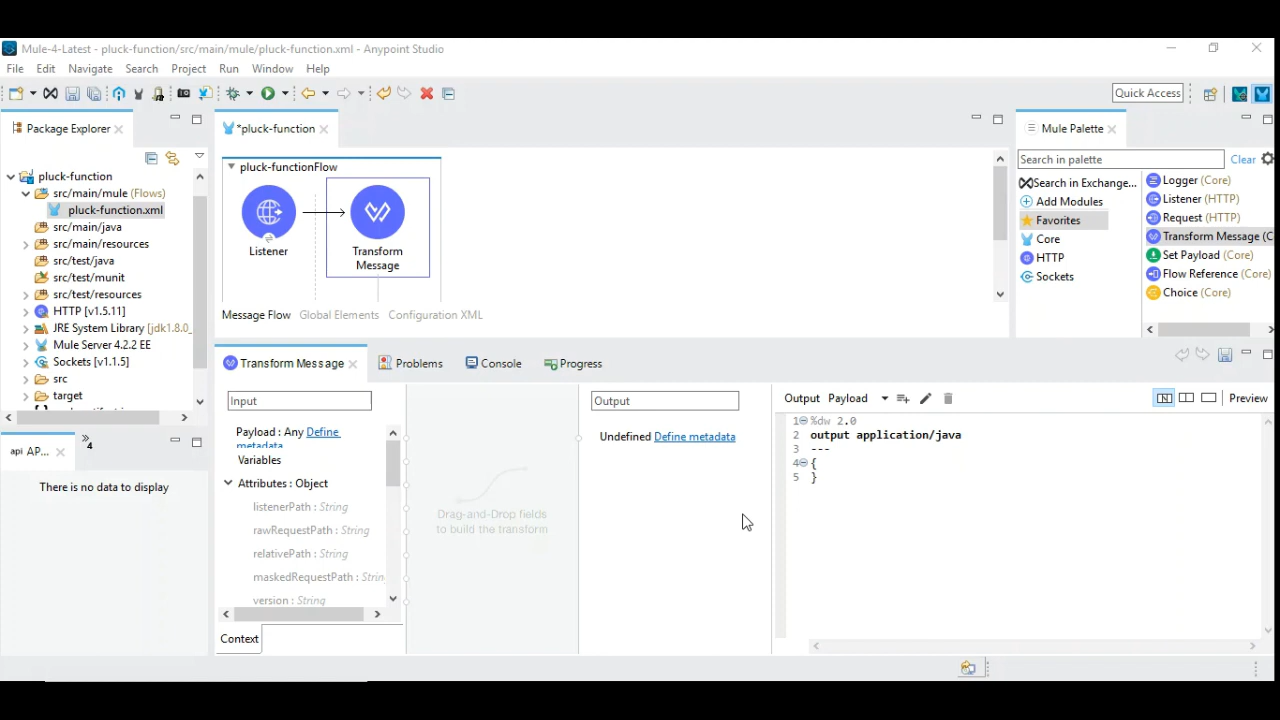 Mule-4-Latest - pluck-function/src/main/mule/pluck-function.xml - Anypoint Studio
File Edit Navigate Search Project Run Window Help
Quick Access
Package Explorer
pluck-function
src/main/mule (Flows)
pluck-function.xml
src/main/java
src/main/resources
src/test/java
src/test/munit
src/test/resources
HTTP [v1.5.11]
JRE System Library [jdk1.8.0_
Mule Server 4.2.2 EE
Sockets [v1.1.5]
src
target
api AP...
4
There is no data to display
*pluck-function
pluck-functionFlow
Listener
Transform
Message
Message Flow Global Elements Configuration XML
Mule Palette
Search in palette
Clear
Search in Exchange...
Add Modules
Favorites
Core
HTTP
Sockets
Logger (Core)
Listener (HTTP)
Request (HTTP)
Transform Message (C
Set Payload (Core)
Flow Reference (Core)
Choice (Core)
Transform Message Problems Console Progress
Input
Payload : Any Define
metadata
Variables
Attributes : Object
listenerPath : String
rawRequestPath : String
relativePath : String
maskedRequestPath : Strin
version : String
Context
Drag-and-Drop fields
to build the transform
Output
Undefined Define metadata
Output Payload
Preview
1 %dw 2.0
2 output application/java
3 ---
4 {
5 }